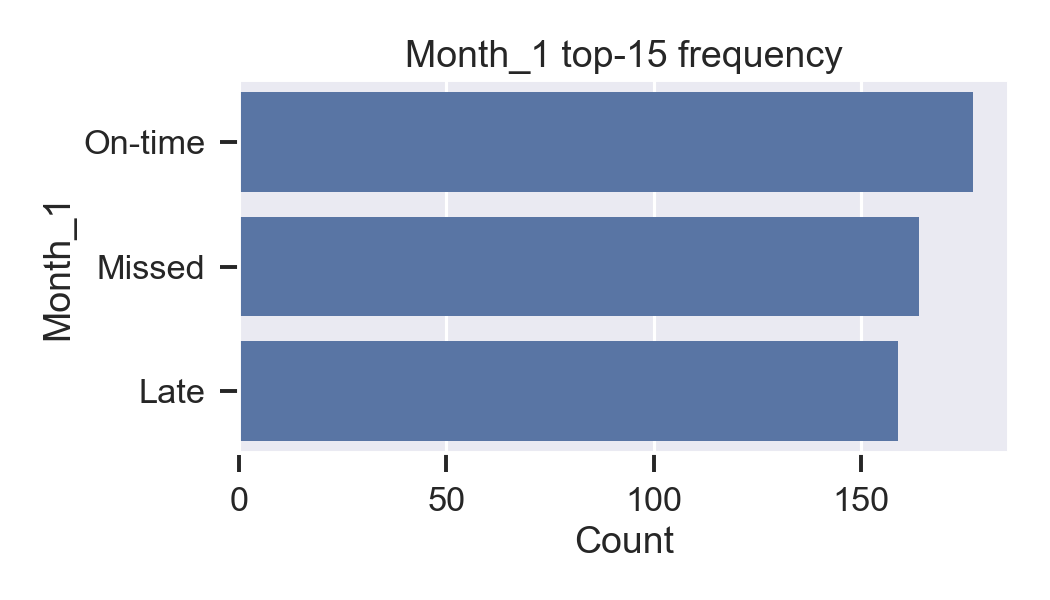 Month_1 top-15 frequency
Month_1
On-time
Missed
Late
0 50 100 150
Count